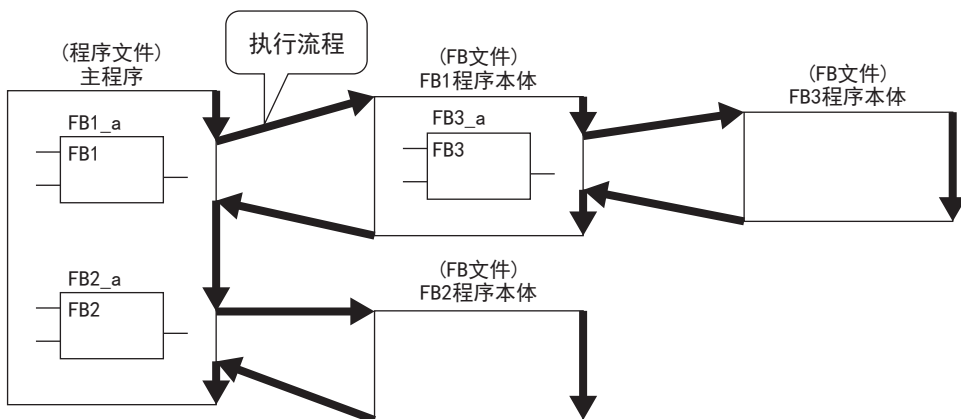 执行流程
(程序文件)
主程序
FB1_a
FB1
FB2_a
FB2
(FB文件)
FB1程序本体
FB3_a
FB3
(FB文件)
FB3程序本体
(FB文件)
FB2程序本体